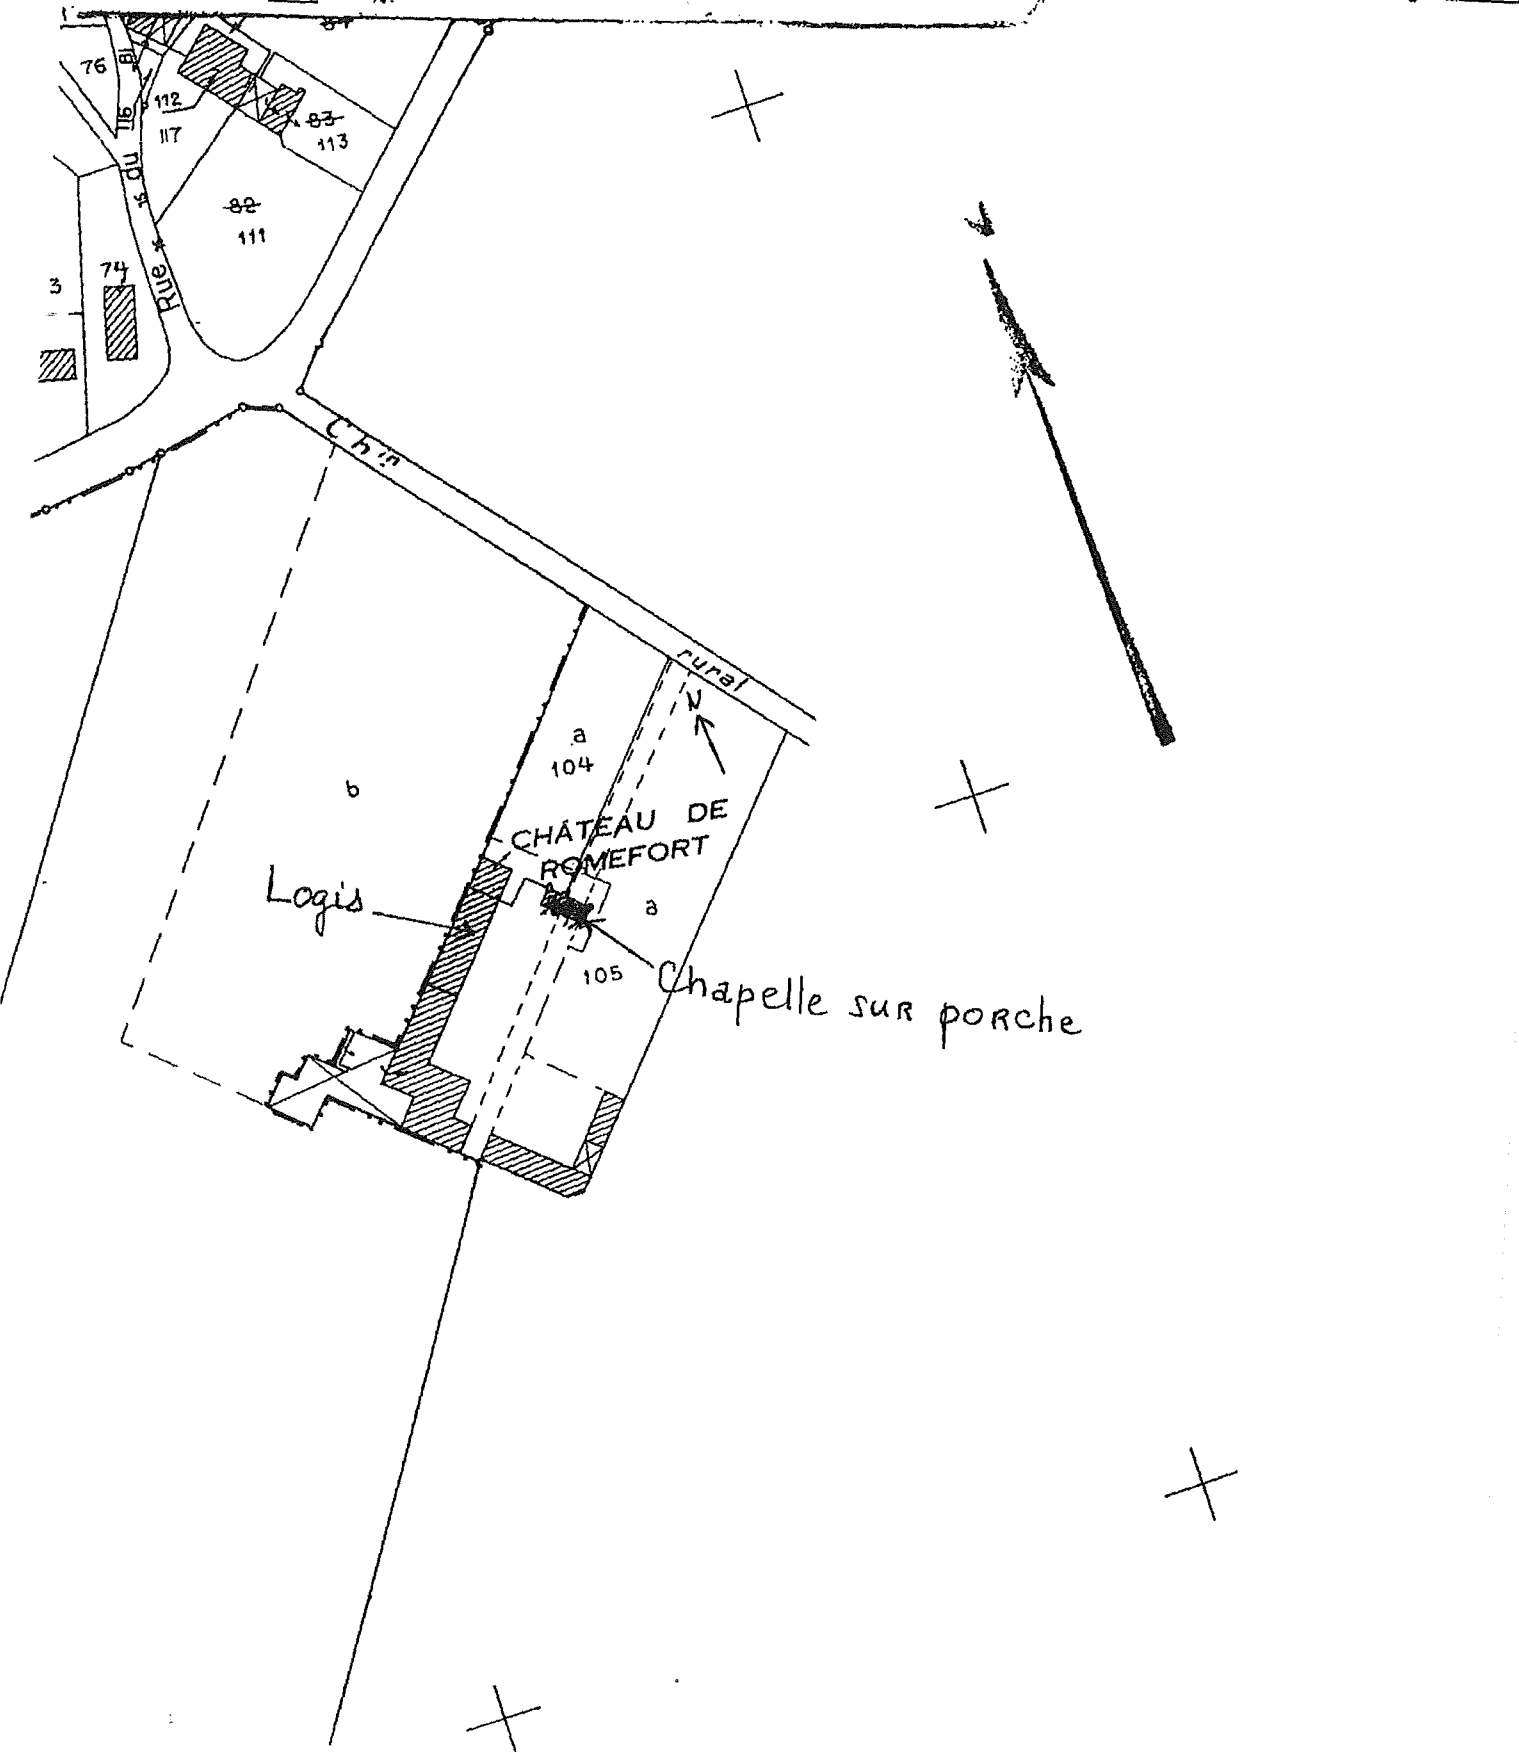 76
81
112
116
117
83
113
82
111
3
74
Rue du
Chin rural
N
a
104
b
CHÂTEAU DE
ROMEFORT
Logis
a
105
Chapelle sur porche